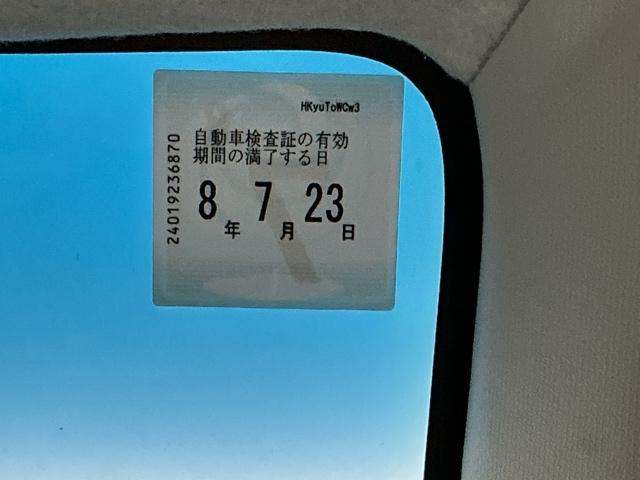 HKyuToWCw3
自動車検査証の有効
期間の満了する日
8年7月23日
24019236870